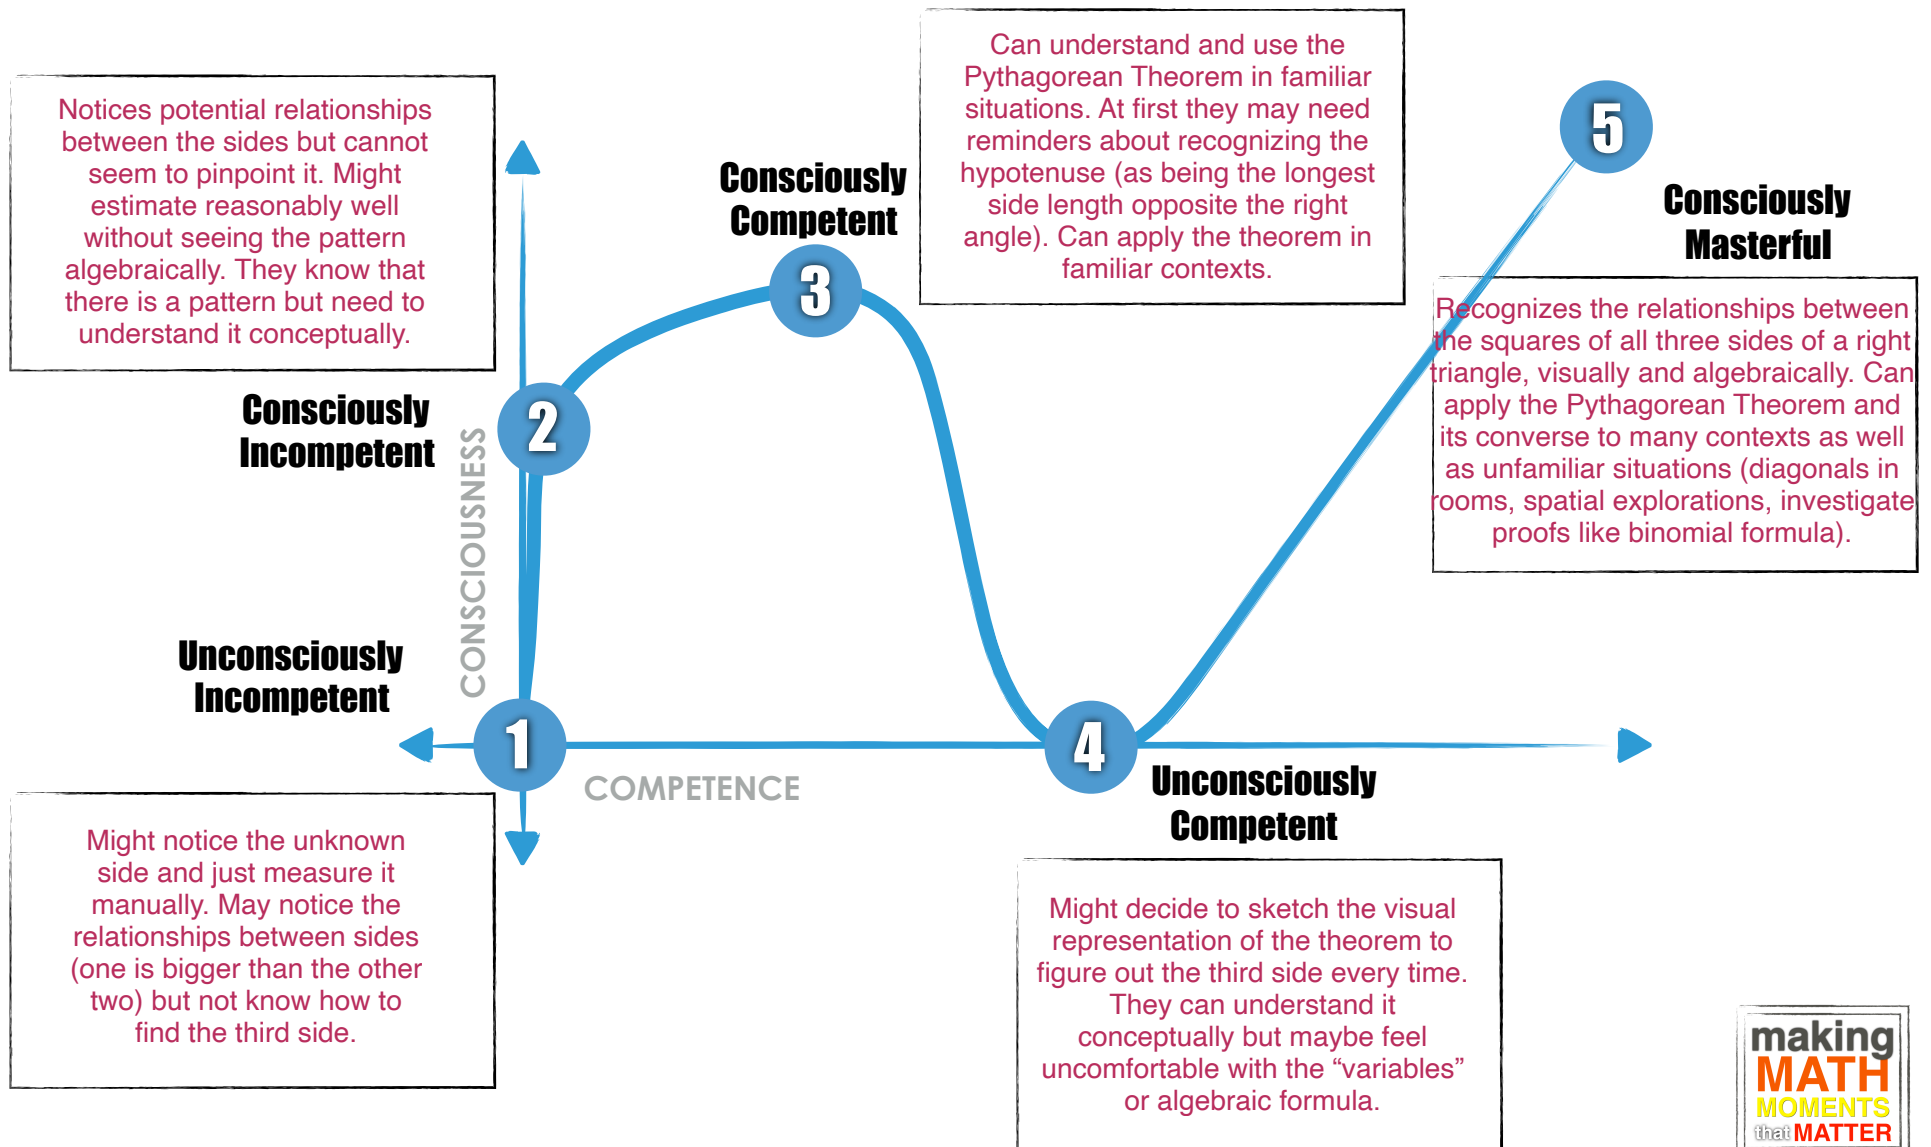 Notices potential relationships
between the sides but cannot
seem to pinpoint it. Might
estimate reasonably well
without seeing the pattern
algebraically. They know that
there is a pattern but need to
understand it conceptually.
Consciously
Incompetent
2
Consciously
Competent
3
Can understand and use the
Pythagorean Theorem in familiar
situations. At first they may need
reminders about recognizing the
hypotenuse (as being the longest
side length opposite the right
angle). Can apply the theorem in
familiar contexts.
5
Consciously
Masterful
Recognizes the relationships between
the squares of all three sides of a right
triangle, visually and algebraically. Can
apply the Pythagorean Theorem and
its converse to many contexts as well
as unfamiliar situations (diagonals in
rooms, spatial explorations, investigate
proofs like binomial formula).
CONSCIOUSNESS
Unconsciously
Incompetent
1
COMPETENCE
Might notice the unknown
side and just measure it
manually. May notice the
relationships between sides
(one is bigger than the other
two) but not know how to
find the third side.
4
Unconsciously
Competent
Might decide to sketch the visual
representation of the theorem to
figure out the third side every time.
They can understand it
conceptually but maybe feel
uncomfortable with the “variables”
or algebraic formula.
making
MATH
MOMENTS
that MATTER